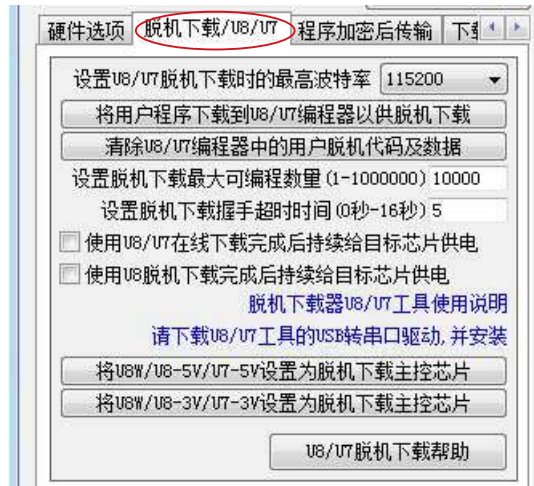 硬件选项 脱机下载/U8/U7 程序加密后传输
设置U8/U7脱机下载时的最高波特率 115200
将用户程序下载到U8/U7编程器以供脱机下载
清除U8/U7编程器中的用户脱机代码及数据
设置脱机下载最大可编程数量(1-1000000) 10000
设置脱机下载握手超时时间(0秒-16秒) 5
使用U8/U7在线下载完成后持续给目标芯片供电
使用U8脱机下载完成后持续给目标芯片供电
脱机下载器U8/U7工具使用说明
请下载U8/U7工具的USB转串口驱动,并安装
将U8W/U8-5V/U7-5V设置为脱机下载主控芯片
将U8W/U8-3V/U7-3V设置为脱机下载主控芯片
U8/U7脱机下载帮助